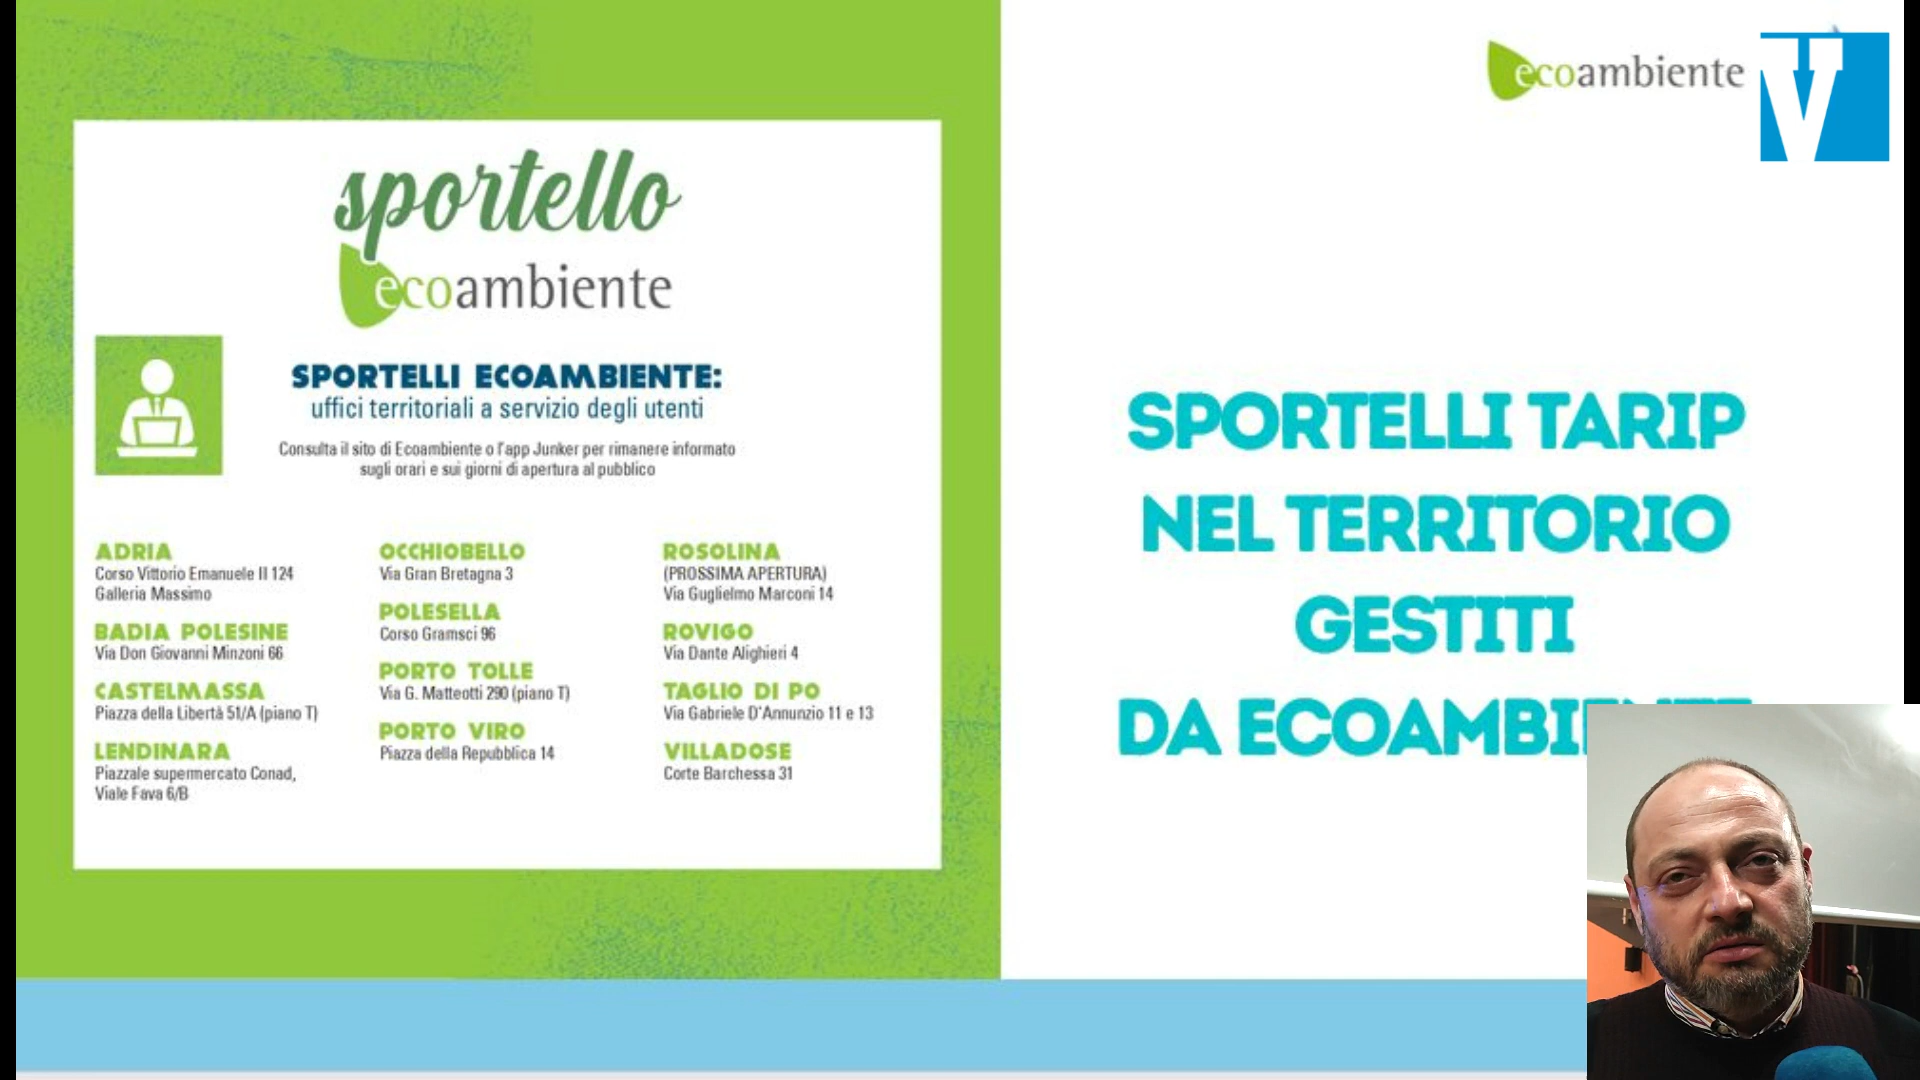 sportello
ecoambiente
SPORTELLI ECOAMBIENTE:
uffici territoriali a servizio degli utenti
Consulta il sito di Ecoambiente o l'app Junker per rimanere informato
sugli orari e sui giorni di apertura al pubblico
ADRIA
Corso Vittorio Emanuele II 124
Galleria Massimo
BADIA POLESINE
Via Don Giovanni Minzoni 66
CASTELMASSA
Piazza della Libertà 51/A (piano T)
LENDINARA
Piazzale supermercato Conad,
Viale Fava 6/B
OCCHIOBELLO
Via Gran Bretagna 3
POLESELLA
Corso Gramsci 96
PORTO TOLLE
Via G. Matteotti 290 (piano T)
PORTO VIRO
Piazza della Repubblica 14
ROSOLINA
(PROSSIMA APERTURA)
Via Guglielmo Marconi 14
ROVIGO
Via Dante Alighieri 4
TAGLIO DI PO
Via Gabriele D'Annunzio 11 e 13
VILLADOSE
Corte Barchessa 31
ecoambiente
V
SPORTELLI TARIP
NEL TERRITORIO
GESTITI
DA